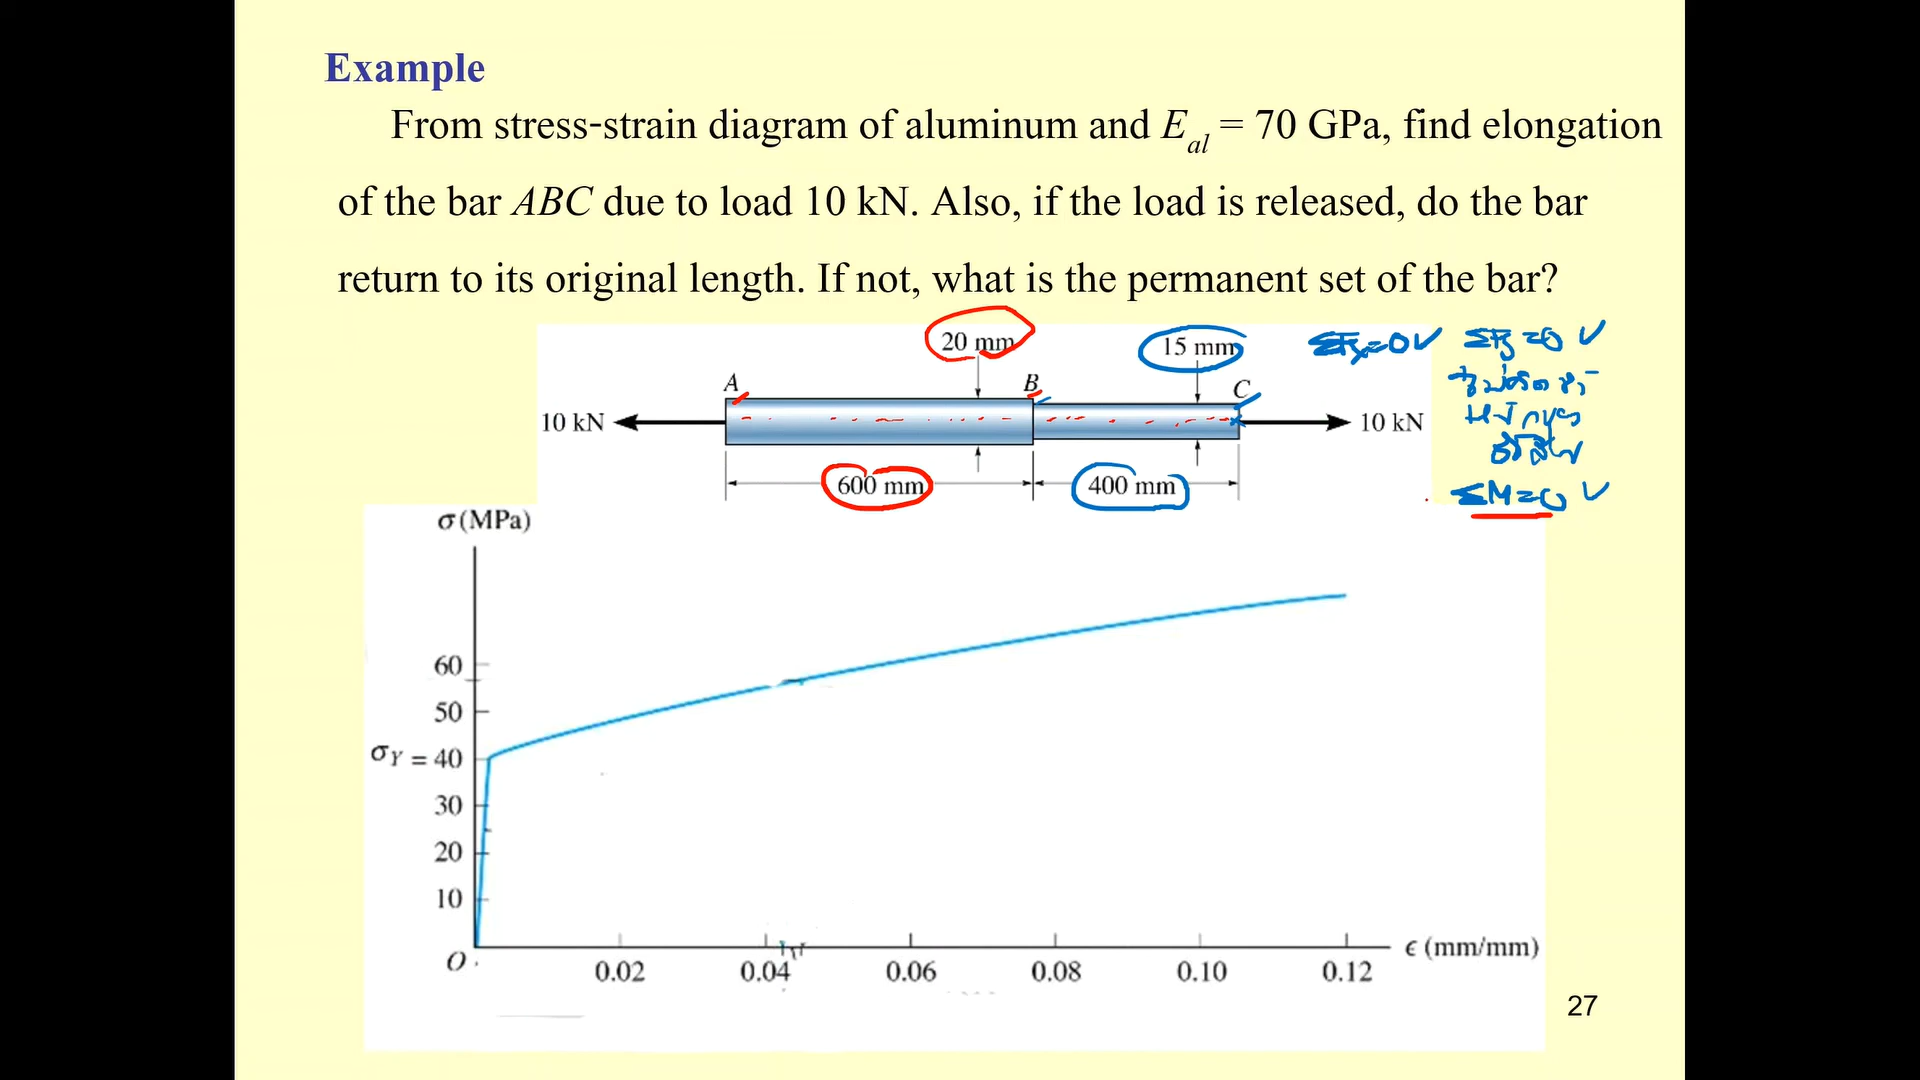 Example
From stress-strain diagram of aluminum and E_al = 70 GPa, find elongation
of the bar ABC due to load 10 kN. Also, if the load is released, do the bar
return to its original length. If not, what is the permanent set of the bar?
20 mm
15 mm
ΣFx=0 ✓
ΣFy=0 ✓
A
B
C
10 kN
10 kN
600 mm
400 mm
ΣM=0 ✓
σ (MPa)
60
50
σY = 40
30
20
10
O
0.02
0.04
0.06
0.08
0.10
0.12
ϵ (mm/mm)
27